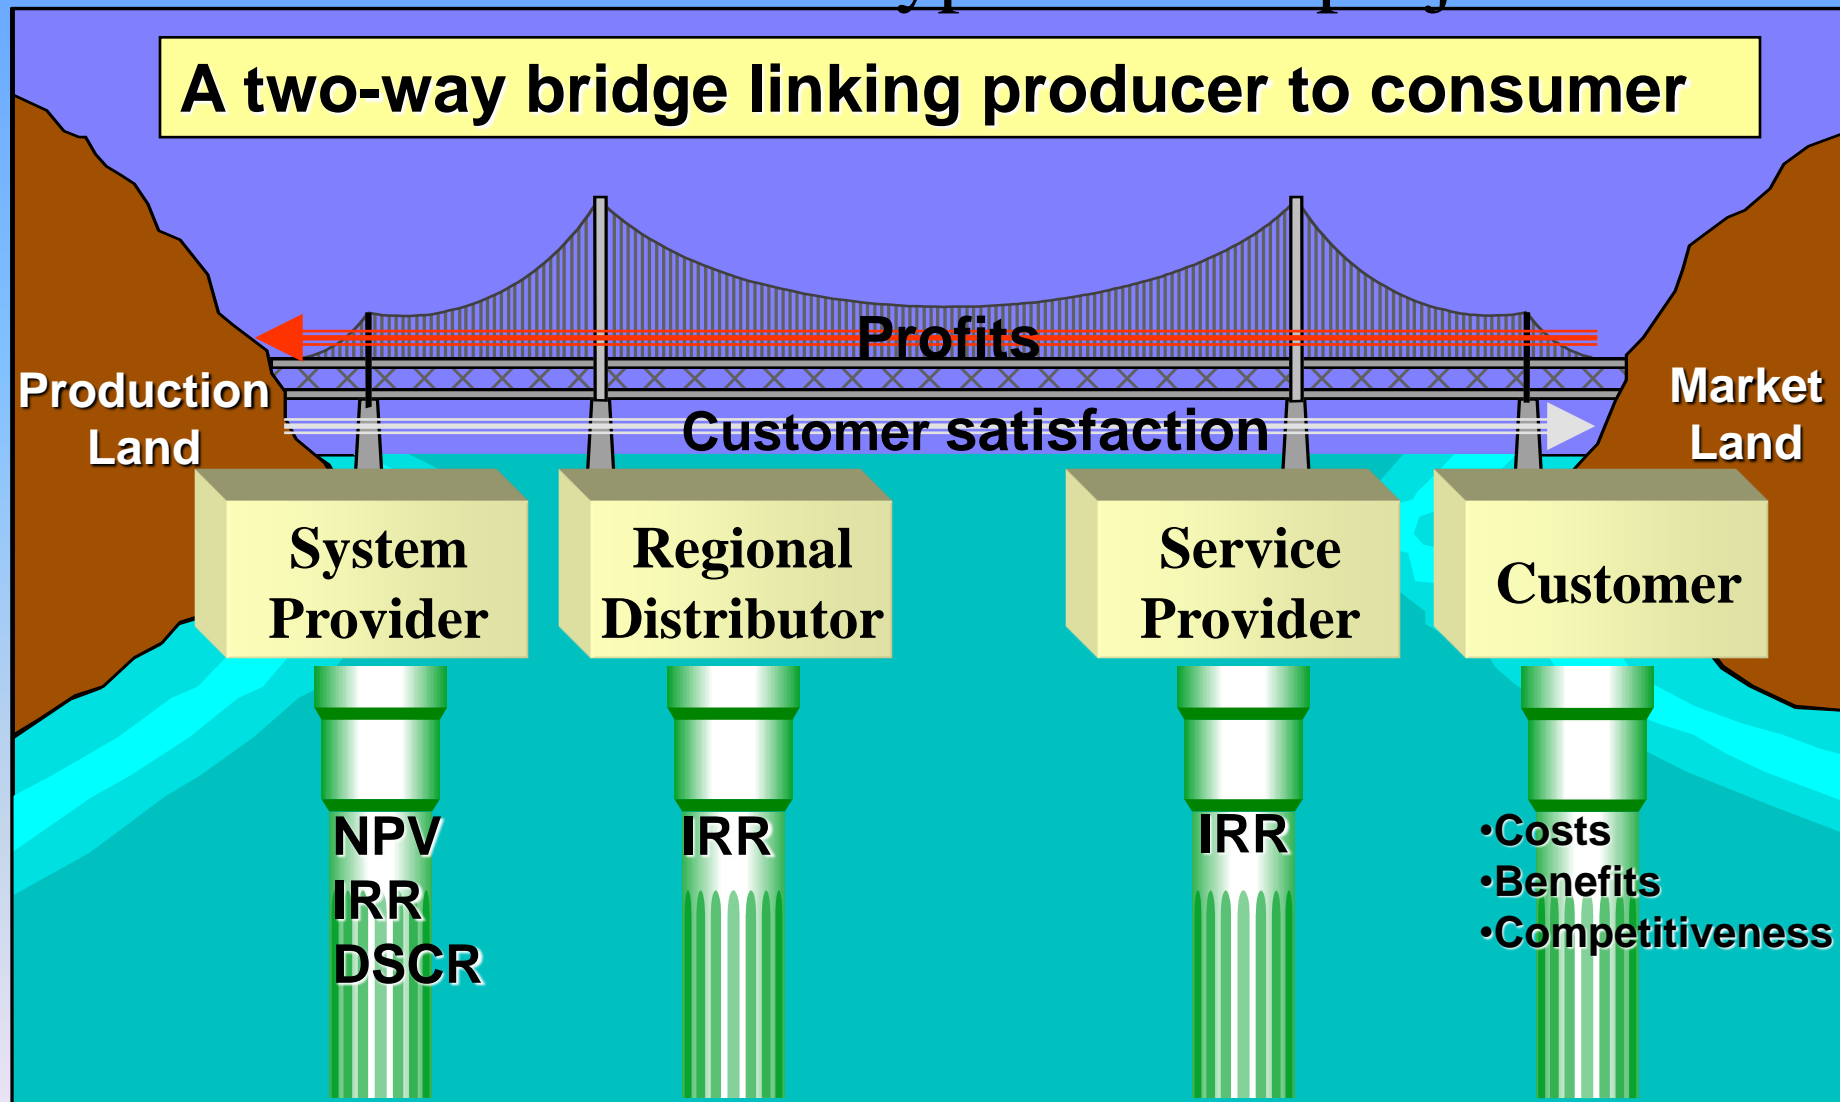 A two-way bridge linking producer to consumer
Profits
Production
Land
Market
Land
Customer satisfaction
System
Provider
Regional
Distributor
Service
Provider
Customer
NPV
IRR
DSCR
IRR
IRR
•Costs
•Benefits
•Competitiveness